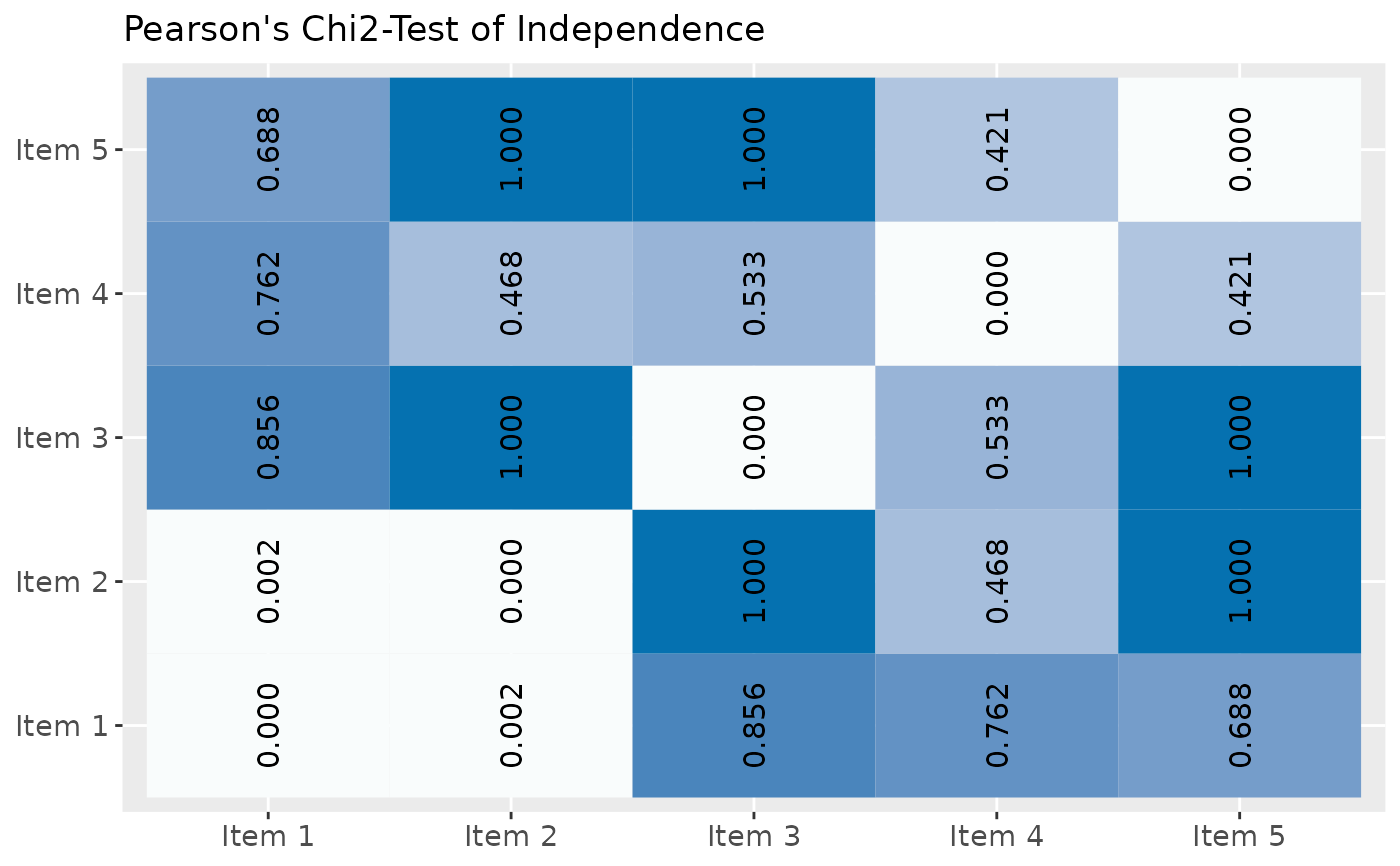 Pearson's Chi2-Test of Independence
Item 5 0.688 1.000 1.000 0.421 0.000
Item 4 0.762 0.468 0.533 0.000 0.421
Item 3 0.856 1.000 0.000 0.533 1.000
Item 2 0.002 0.000 1.000 0.468 1.000
Item 1 0.000 0.002 0.856 0.762 0.688
Item 1 Item 2 Item 3 Item 4 Item 5